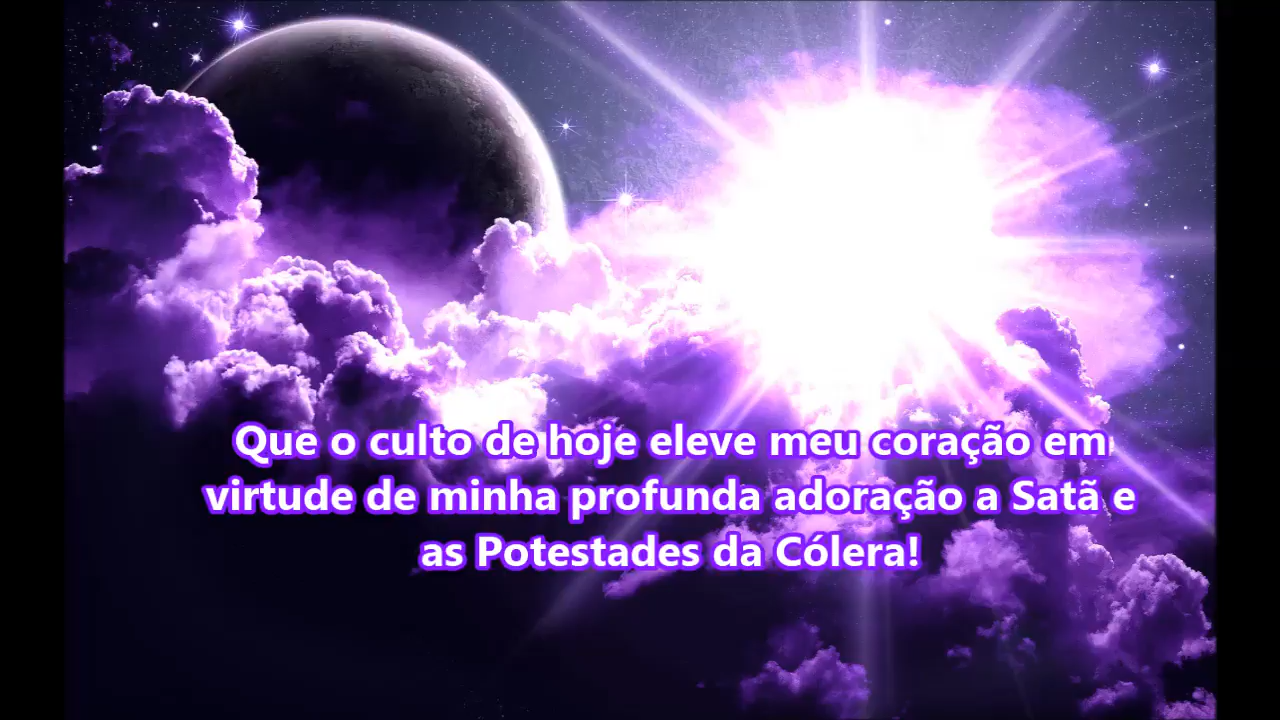 Que o culto de hoje eleve meu coração em
virtude de minha profunda adoração a Satã e
as Potestades da Cólera!